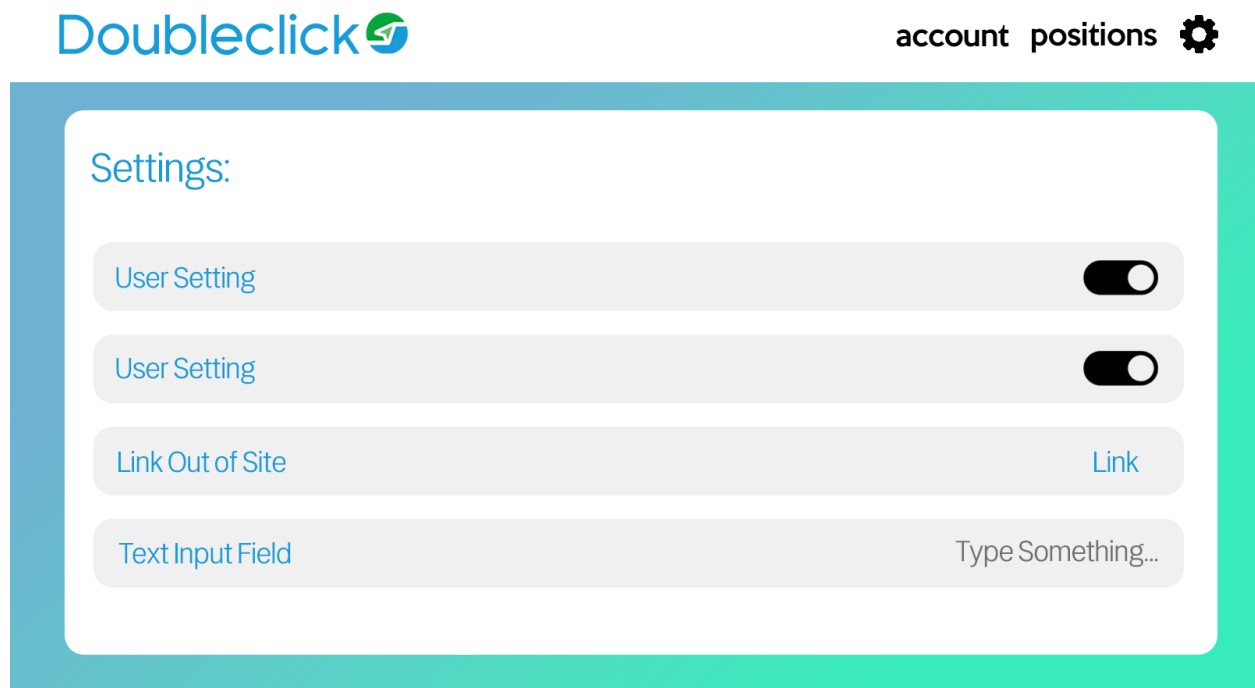 Doubleclick
account positions
Settings:
User Setting
User Setting
Link Out of Site Link
Text Input Field Type Something...